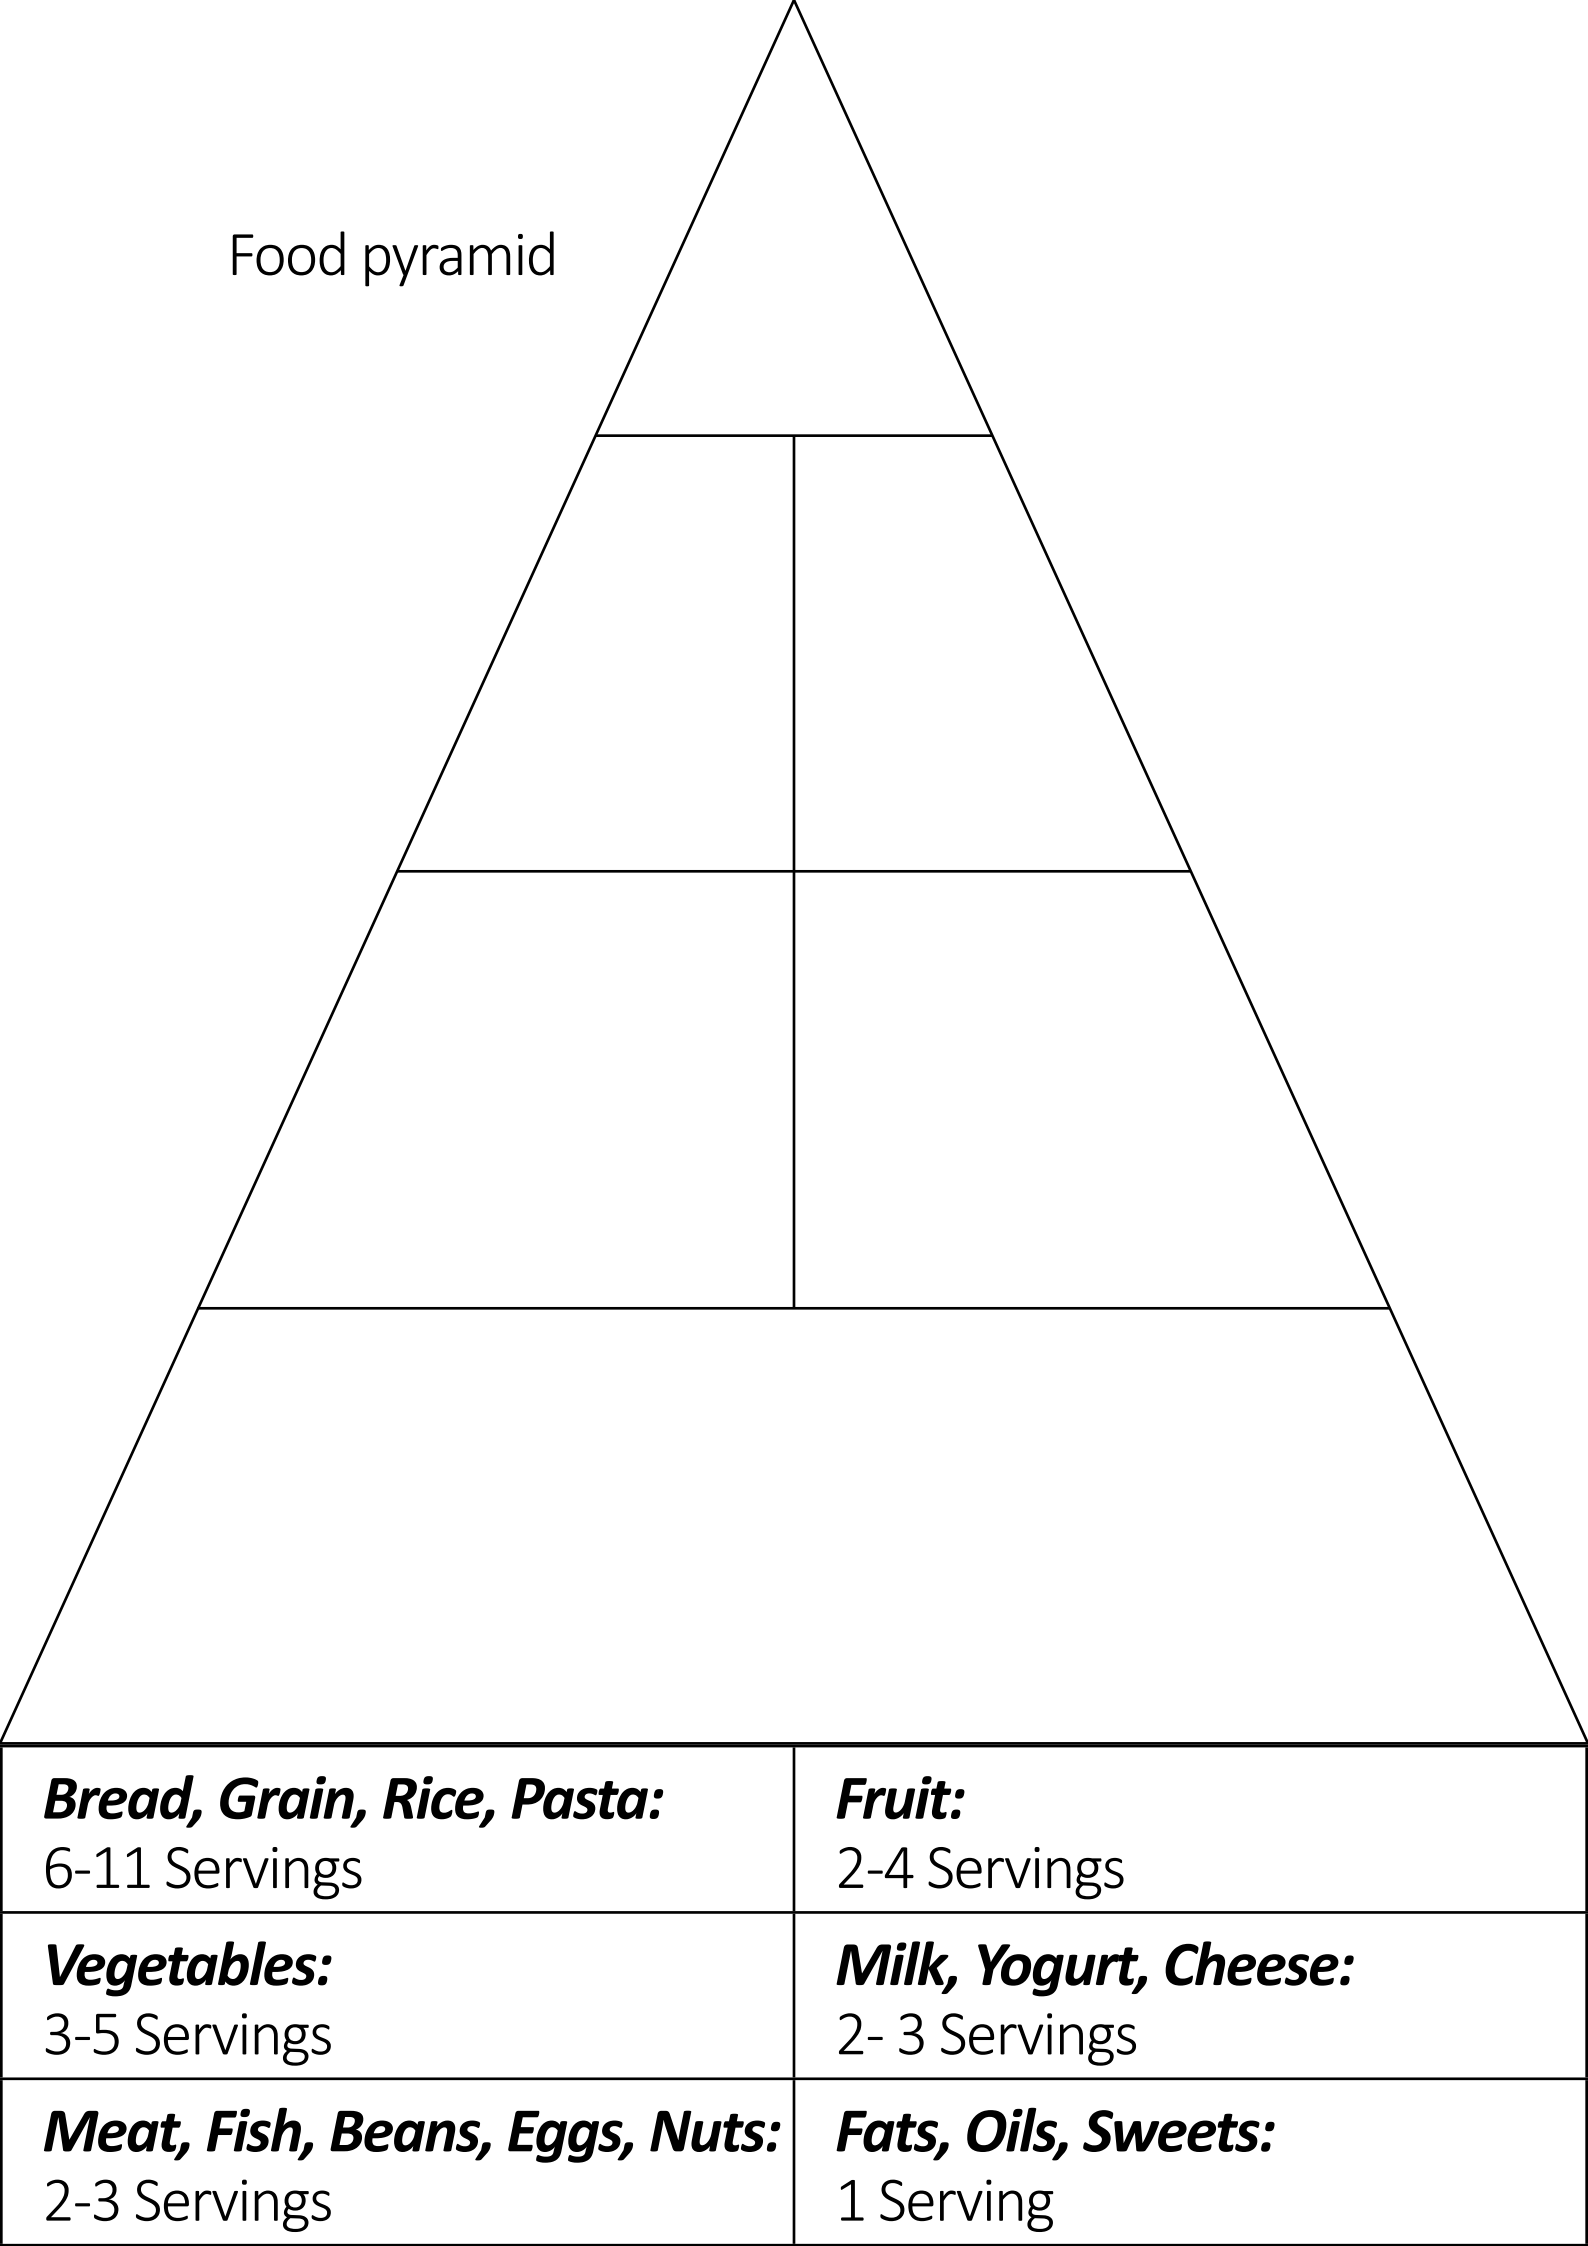 Food pyramid
Bread, Grain, Rice, Pasta:
6-11 Servings
Fruit:
2-4 Servings
Vegetables:
3-5 Servings
Milk, Yogurt, Cheese:
2- 3 Servings
Meat, Fish, Beans, Eggs, Nuts:
2-3 Servings
Fats, Oils, Sweets:
1 Serving